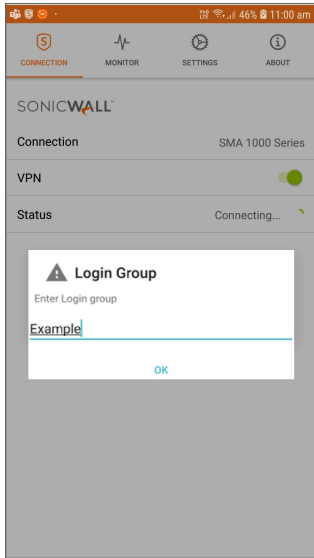 46% 11:00 am
CONNECTION MONITOR SETTINGS ABOUT
SONICWALL
Connection SMA 1000 Series
VPN
Status Connecting...
Login Group
Enter Login group
Example
OK